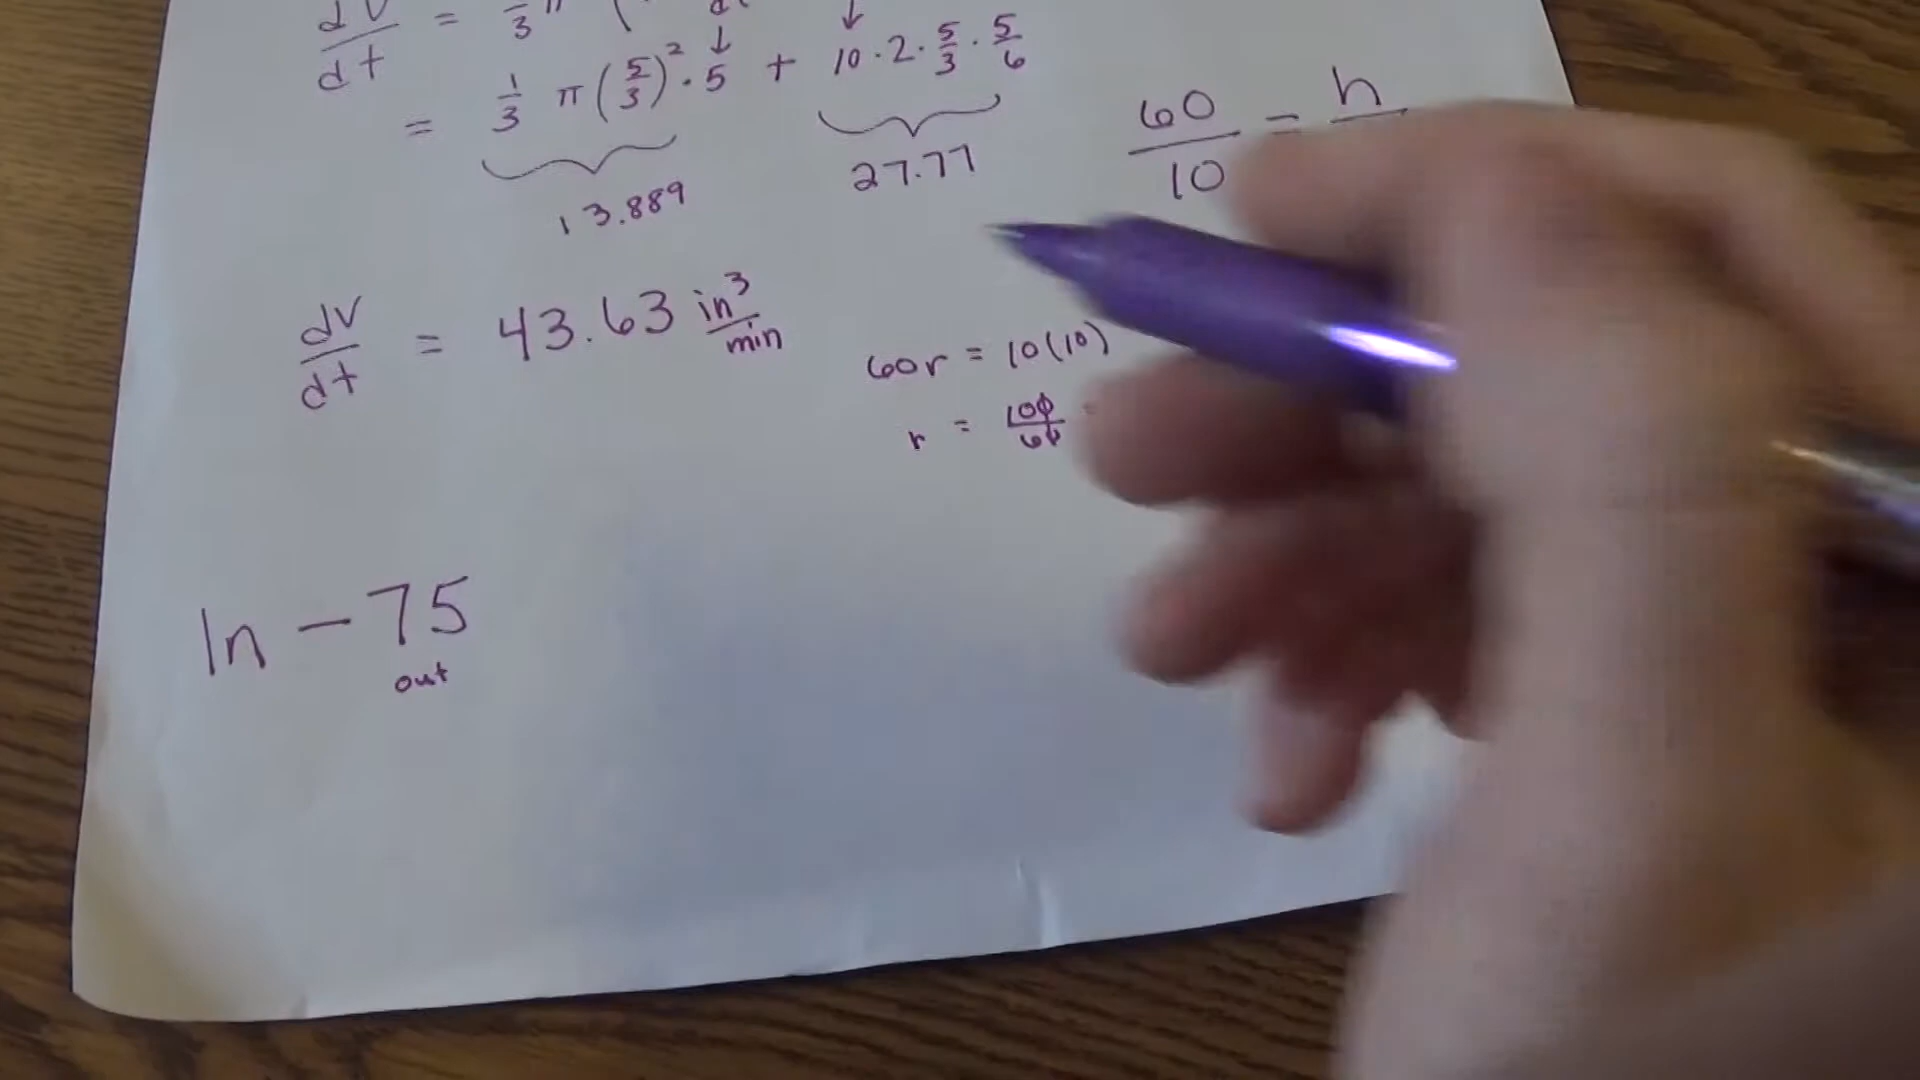 dV/dt = 1/3 π (
= 1/3 π (5/3)² · 5 + 10 · 2 · 5/3 · 5/6
13.889
27.77
60/10 = h
dV/dt = 43.63 in³/min
60r = 10(10)
r = 100/60
In - 75
out